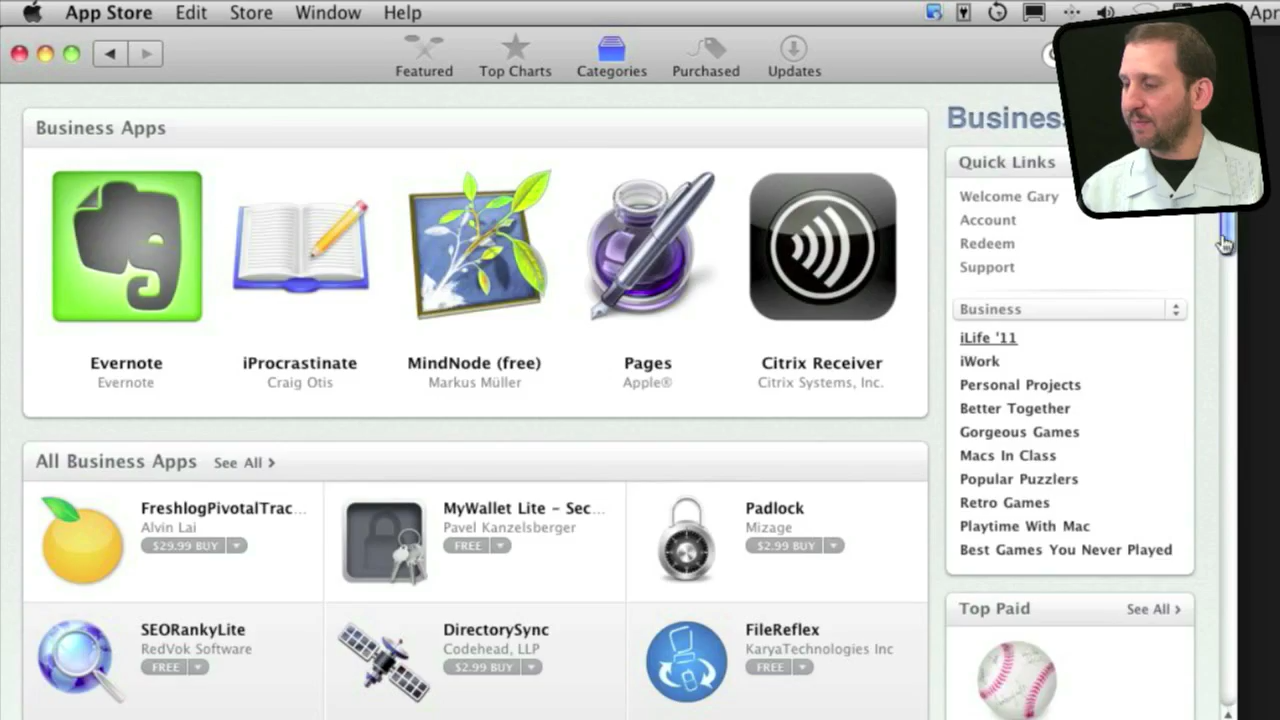 App Store Edit Store Window Help
Apr
Featured Top Charts Categories Purchased Updates
Business Apps
Evernote
Evernote
iProcrastinate
Craig Otis
MindNode (free)
Markus Müller
Pages
Apple®
Citrix Receiver
Citrix Systems, Inc.
All Business Apps See All >
FreshlogPivotalTrac...
Alvin Lai
$29.99 BUY
MyWallet Lite – Sec...
Pavel Kanzelsberger
FREE
Padlock
Mizage
$2.99 BUY
SEORankyLite
RedVok Software
FREE
DirectorySync
Codehead, LLP
$2.99 BUY
FileReflex
KaryaTechnologies Inc
FREE
Busines
Quick Links
Welcome Gary
Account
Redeem
Support
Business
iLife '11
iWork
Personal Projects
Better Together
Gorgeous Games
Macs In Class
Popular Puzzlers
Retro Games
Playtime With Mac
Best Games You Never Played
Top Paid See All >